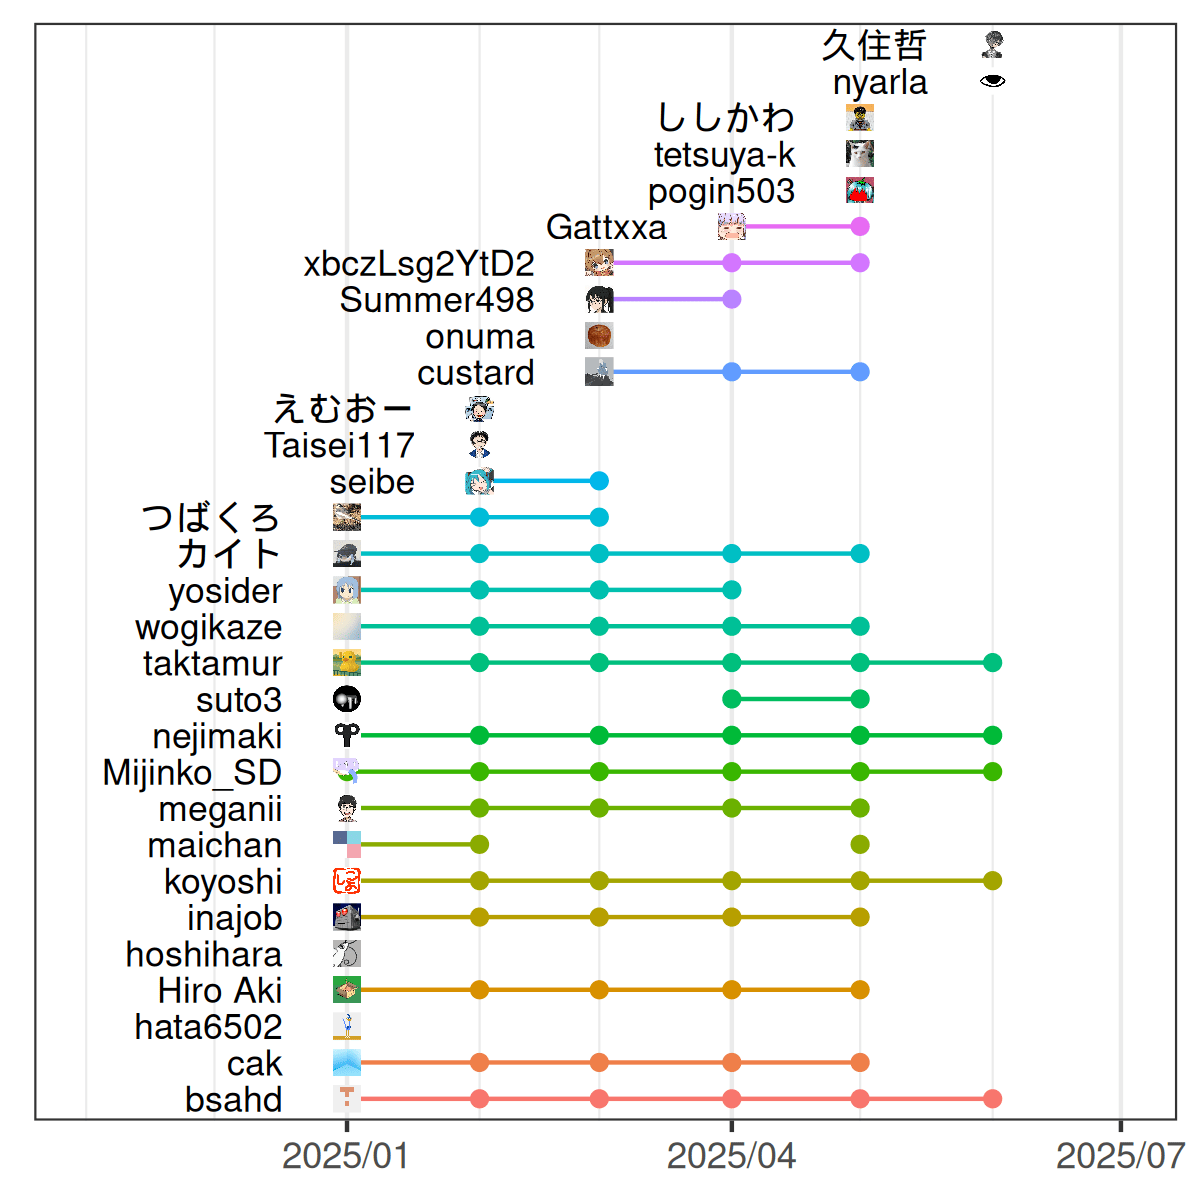 久住哲
nyarla
ししかわ
tetsuya-k
pogin503
Gattxxa
xbczLsg2YtD2
Summer498
onuma
custard
えむおー
Taisei117
seibe
つばくろ
カイト
yosider
wogikaze
taktamur
suto3
nejimaki
Mijinko_SD
meganii
maichan
koyoshi
inajob
hoshihara
Hiro Aki
hata6502
cak
bsahd
2025/01 2025/04 2025/07